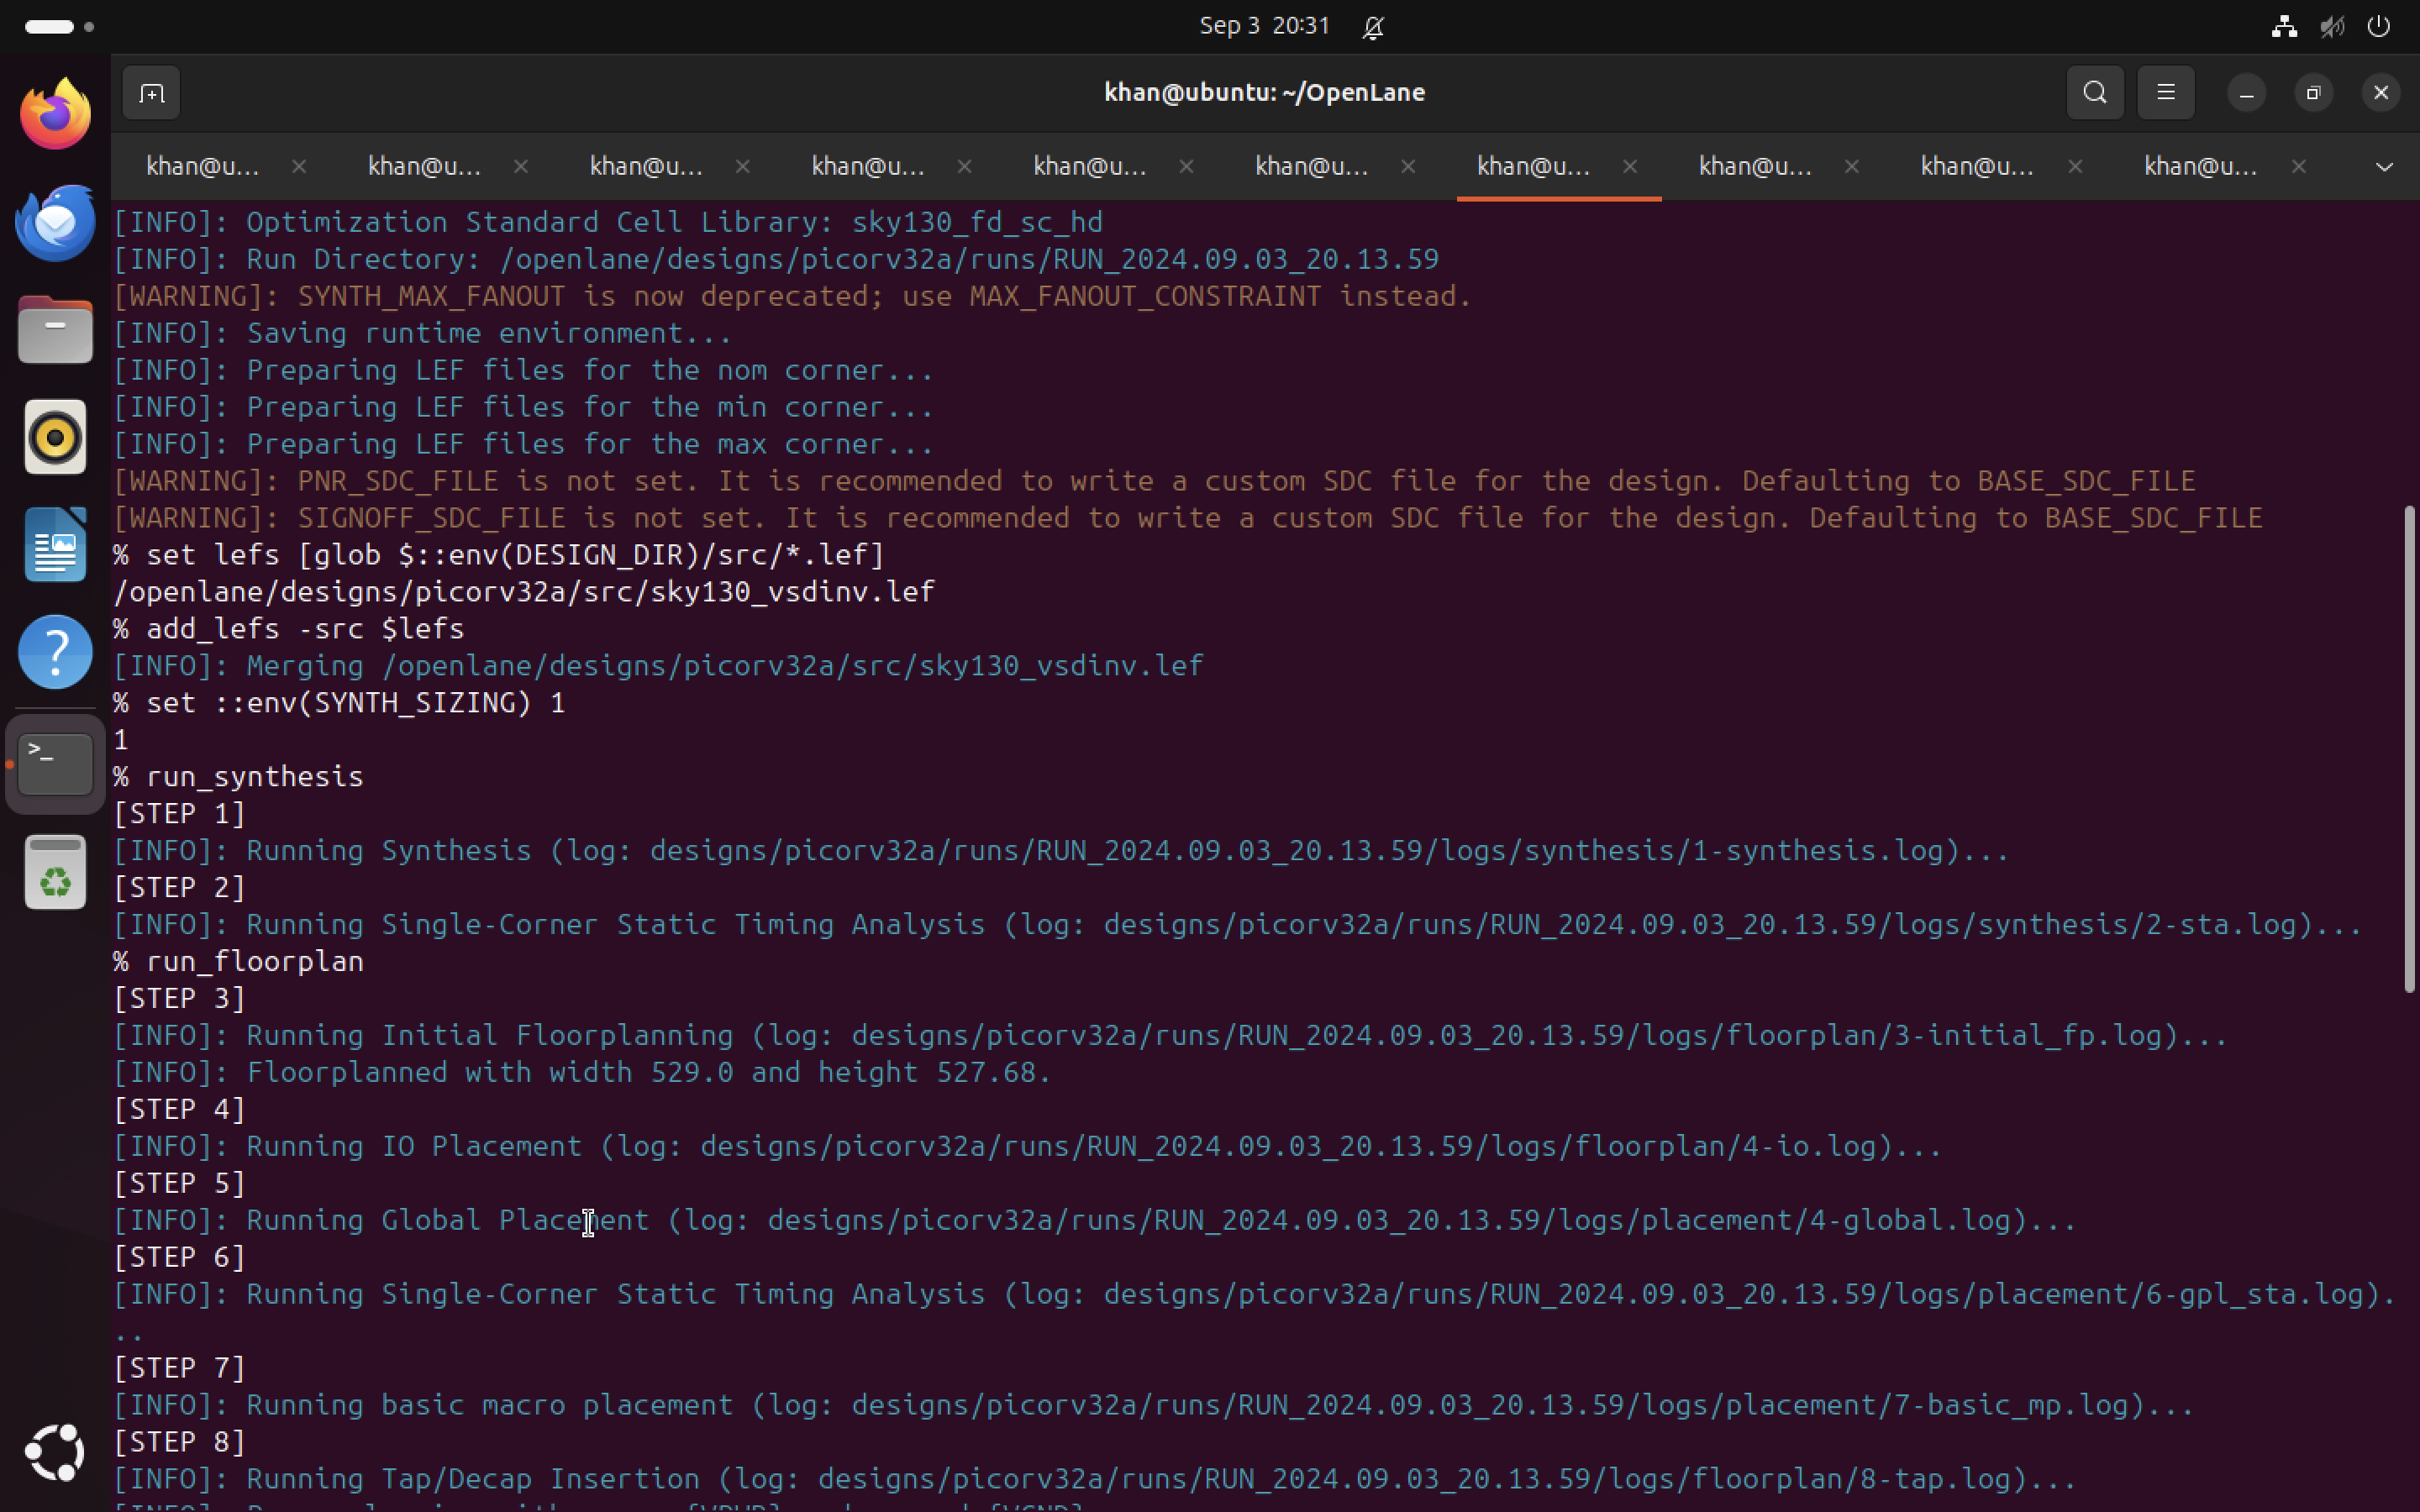 Sep 3 20:31
khan@ubuntu: ~/OpenLane
khan@u... khan@u... khan@u... khan@u... khan@u... khan@u... khan@u... khan@u... khan@u... khan@u...
[INFO]: Optimization Standard Cell Library: sky130_fd_sc_hd
[INFO]: Run Directory: /openlane/designs/picorv32a/runs/RUN_2024.09.03_20.13.59
[WARNING]: SYNTH_MAX_FANOUT is now deprecated; use MAX_FANOUT_CONSTRAINT instead.
[INFO]: Saving runtime environment...
[INFO]: Preparing LEF files for the nom corner...
[INFO]: Preparing LEF files for the min corner...
[INFO]: Preparing LEF files for the max corner...
[WARNING]: PNR_SDC_FILE is not set. It is recommended to write a custom SDC file for the design. Defaulting to BASE_SDC_FILE
[WARNING]: SIGNOFF_SDC_FILE is not set. It is recommended to write a custom SDC file for the design. Defaulting to BASE_SDC_FILE
% set lefs [glob $::env(DESIGN_DIR)/src/*.lef]
/openlane/designs/picorv32a/src/sky130_vsdinv.lef
% add_lefs -src $lefs
[INFO]: Merging /openlane/designs/picorv32a/src/sky130_vsdinv.lef
% set ::env(SYNTH_SIZING) 1
1
% run_synthesis
[STEP 1]
[INFO]: Running Synthesis (log: designs/picorv32a/runs/RUN_2024.09.03_20.13.59/logs/synthesis/1-synthesis.log)...
[STEP 2]
[INFO]: Running Single-Corner Static Timing Analysis (log: designs/picorv32a/runs/RUN_2024.09.03_20.13.59/logs/synthesis/2-sta.log)...
% run_floorplan
[STEP 3]
[INFO]: Running Initial Floorplanning (log: designs/picorv32a/runs/RUN_2024.09.03_20.13.59/logs/floorplan/3-initial_fp.log)...
[INFO]: Floorplanned with width 529.0 and height 527.68.
[STEP 4]
[INFO]: Running IO Placement (log: designs/picorv32a/runs/RUN_2024.09.03_20.13.59/logs/floorplan/4-io.log)...
[STEP 5]
[INFO]: Running Global Placement (log: designs/picorv32a/runs/RUN_2024.09.03_20.13.59/logs/placement/4-global.log)...
[STEP 6]
[INFO]: Running Single-Corner Static Timing Analysis (log: designs/picorv32a/runs/RUN_2024.09.03_20.13.59/logs/placement/6-gpl_sta.log).
..
[STEP 7]
[INFO]: Running basic macro placement (log: designs/picorv32a/runs/RUN_2024.09.03_20.13.59/logs/placement/7-basic_mp.log)...
[STEP 8]
[INFO]: Running Tap/Decap Insertion (log: designs/picorv32a/runs/RUN_2024.09.03_20.13.59/logs/floorplan/8-tap.log)...